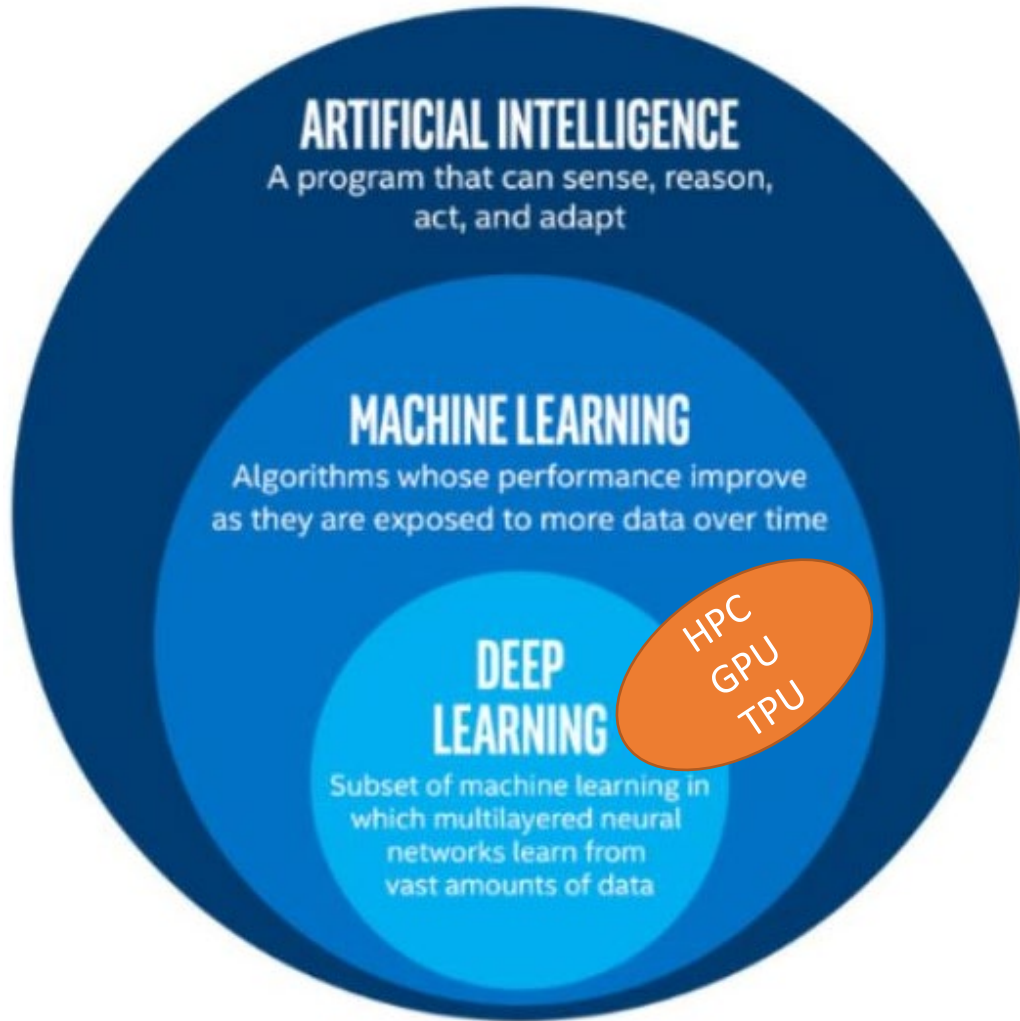 ARTIFICIAL INTELLIGENCE
A program that can sense, reason,
act, and adapt
MACHINE LEARNING
Algorithms whose performance improve
as they are exposed to more data over time
DEEP
LEARNING
Subset of machine learning in
which multilayered neural
networks learn from
vast amounts of data
HPC
GPU
TPU